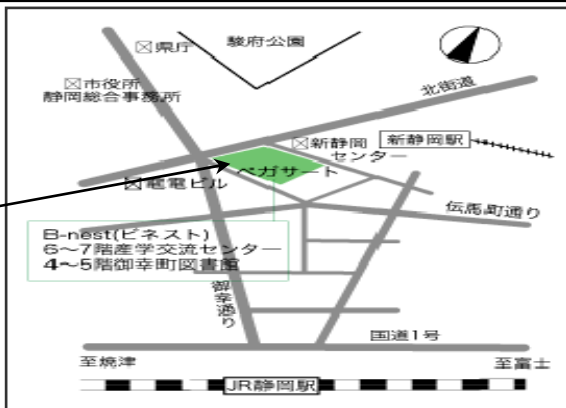 駿府公園
☒県庁
☒市役所
静岡総合事務所
北街道
☒新静岡
センター
新静岡駅
ペガサート
☒電電ビル
伝馬町通り
B-nest(ビネスト)
6～7階産学交流センター
4～5階御幸町図書館
御幸通り
国道1号
至焼津
至富士
JR静岡駅